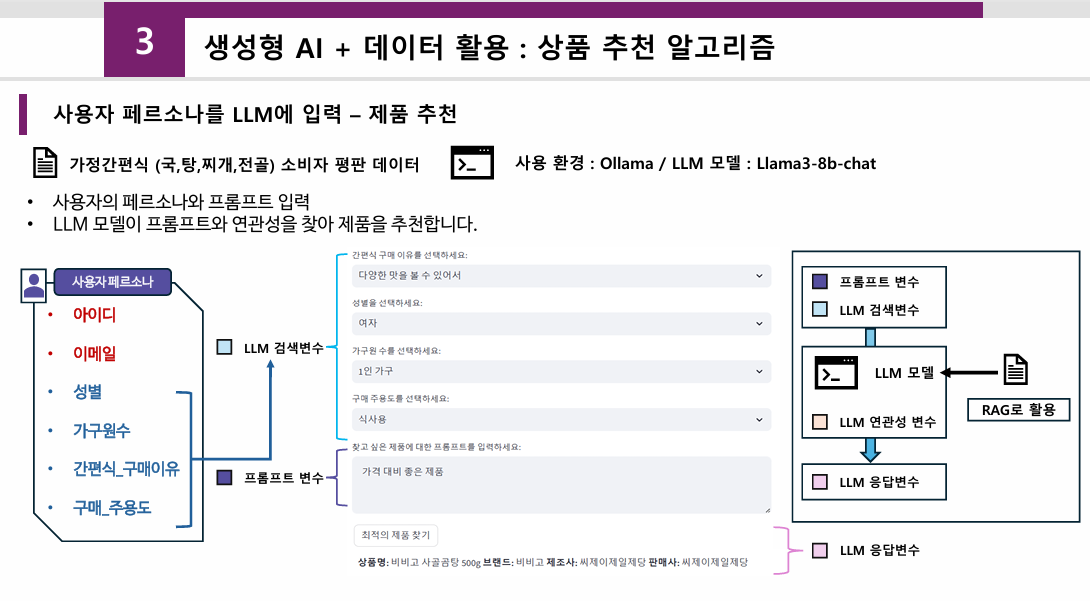 3
생성형 AI + 데이터 활용 : 상품 추천 알고리즘
사용자 페르소나를 LLM에 입력 – 제품 추천
가정간편식 (국,탕,찌개,전골) 소비자 평판 데이터
사용 환경 : Ollama / LLM 모델 : Llama3-8b-chat
• 사용자의 페르소나와 프롬프트 입력
• LLM 모델이 프롬프트와 연관성을 찾아 제품을 추천합니다.
사용자페르소나
• 아이디
• 이메일
• 성별
• 가구원수
• 간편식_구매이유
• 구매_주용도
LLM 검색변수
프롬프트 변수
간편식 구매 이유를 선택하세요:
다양한 맛을 볼 수 있어서
성별을 선택하세요:
여자
가구원 수를 선택하세요:
1인 가구
구매 주용도를 선택하세요:
식사용
찾고 싶은 제품에 대한 프롬프트를 입력하세요:
가격 대비 좋은 제품
최적의 제품 찾기
상품명: 비비고 사골곰탕 500g 브랜드: 비비고 제조사: 씨제이제일제당 판매사: 씨제이제일제당
프롬프트 변수
LLM 검색변수
LLM 모델
LLM 연관성 변수
RAG로 활용
LLM 응답변수
LLM 응답변수